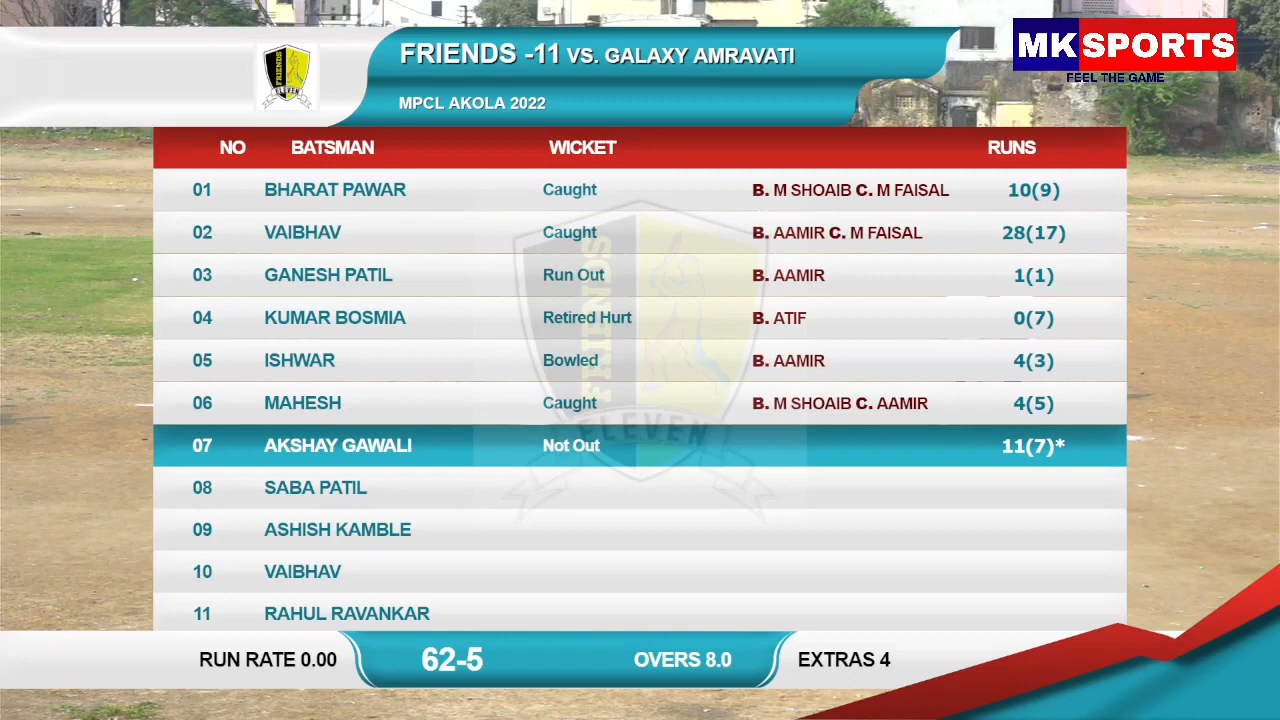 FRIENDS -11 VS. GALAXY AMRAVATI
MPCL AKOLA 2022
MKSPORTS
FEEL THE GAME
FRIENDS
ELEVEN
NO BATSMAN WICKET RUNS
01 BHARAT PAWAR Caught B. M SHOAIB C. M FAISAL 10(9)
02 VAIBHAV Caught B. AAMIR C. M FAISAL 28(17)
03 GANESH PATIL Run Out B. AAMIR 1(1)
04 KUMAR BOSMIA Retired Hurt B. ATIF 0(7)
05 ISHWAR Bowled B. AAMIR 4(3)
06 MAHESH Caught B. M SHOAIB C. AAMIR 4(5)
07 AKSHAY GAWALI Not Out 11(7)*
08 SABA PATIL
09 ASHISH KAMBLE
10 VAIBHAV
11 RAHUL RAVANKAR
FRIENDS
ELEVEN
RUN RATE 0.00 62-5 OVERS 8.0 EXTRAS 4